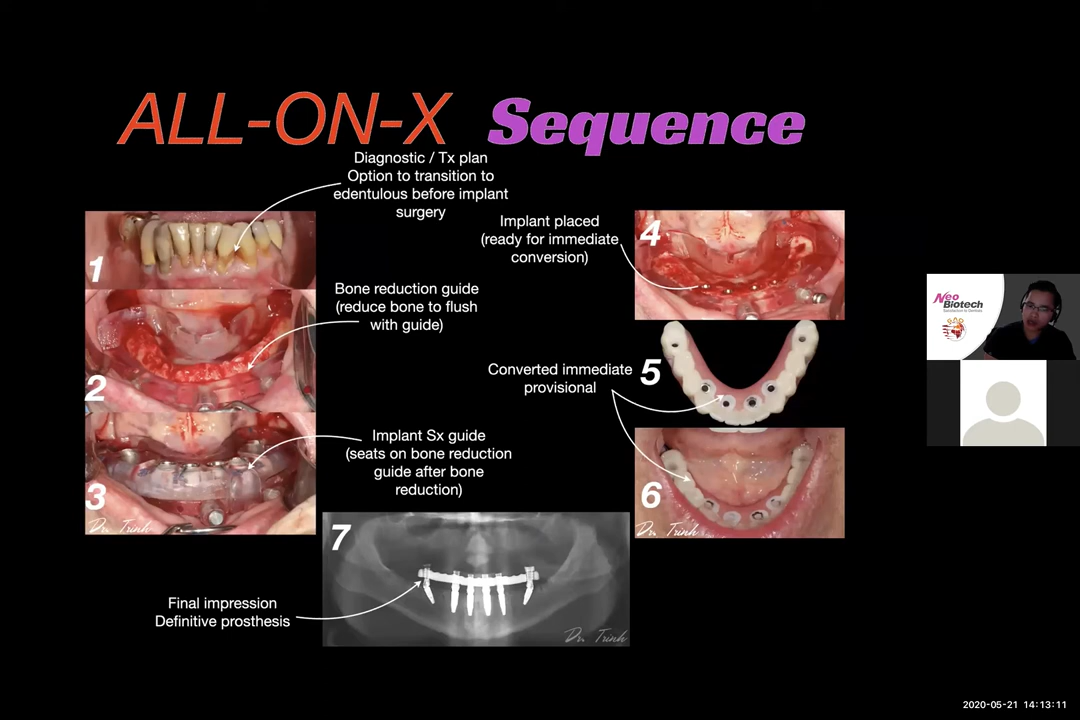 ALL-ON-X Sequence
Diagnostic / Tx plan
Option to transition to
edentulous before implant
surgery
1
Bone reduction guide
(reduce bone to flush
with guide)
2
Implant Sx guide
(seats on bone reduction
guide after bone
reduction)
3
Dr. Trinh
Implant placed
(ready for immediate
conversion)
4
Converted immediate
provisional
5
6
Dr. Trinh
7
Final impression
Definitive prosthesis
Dr. Trinh
Neo
Biotech
2020-05-21 14:13:11